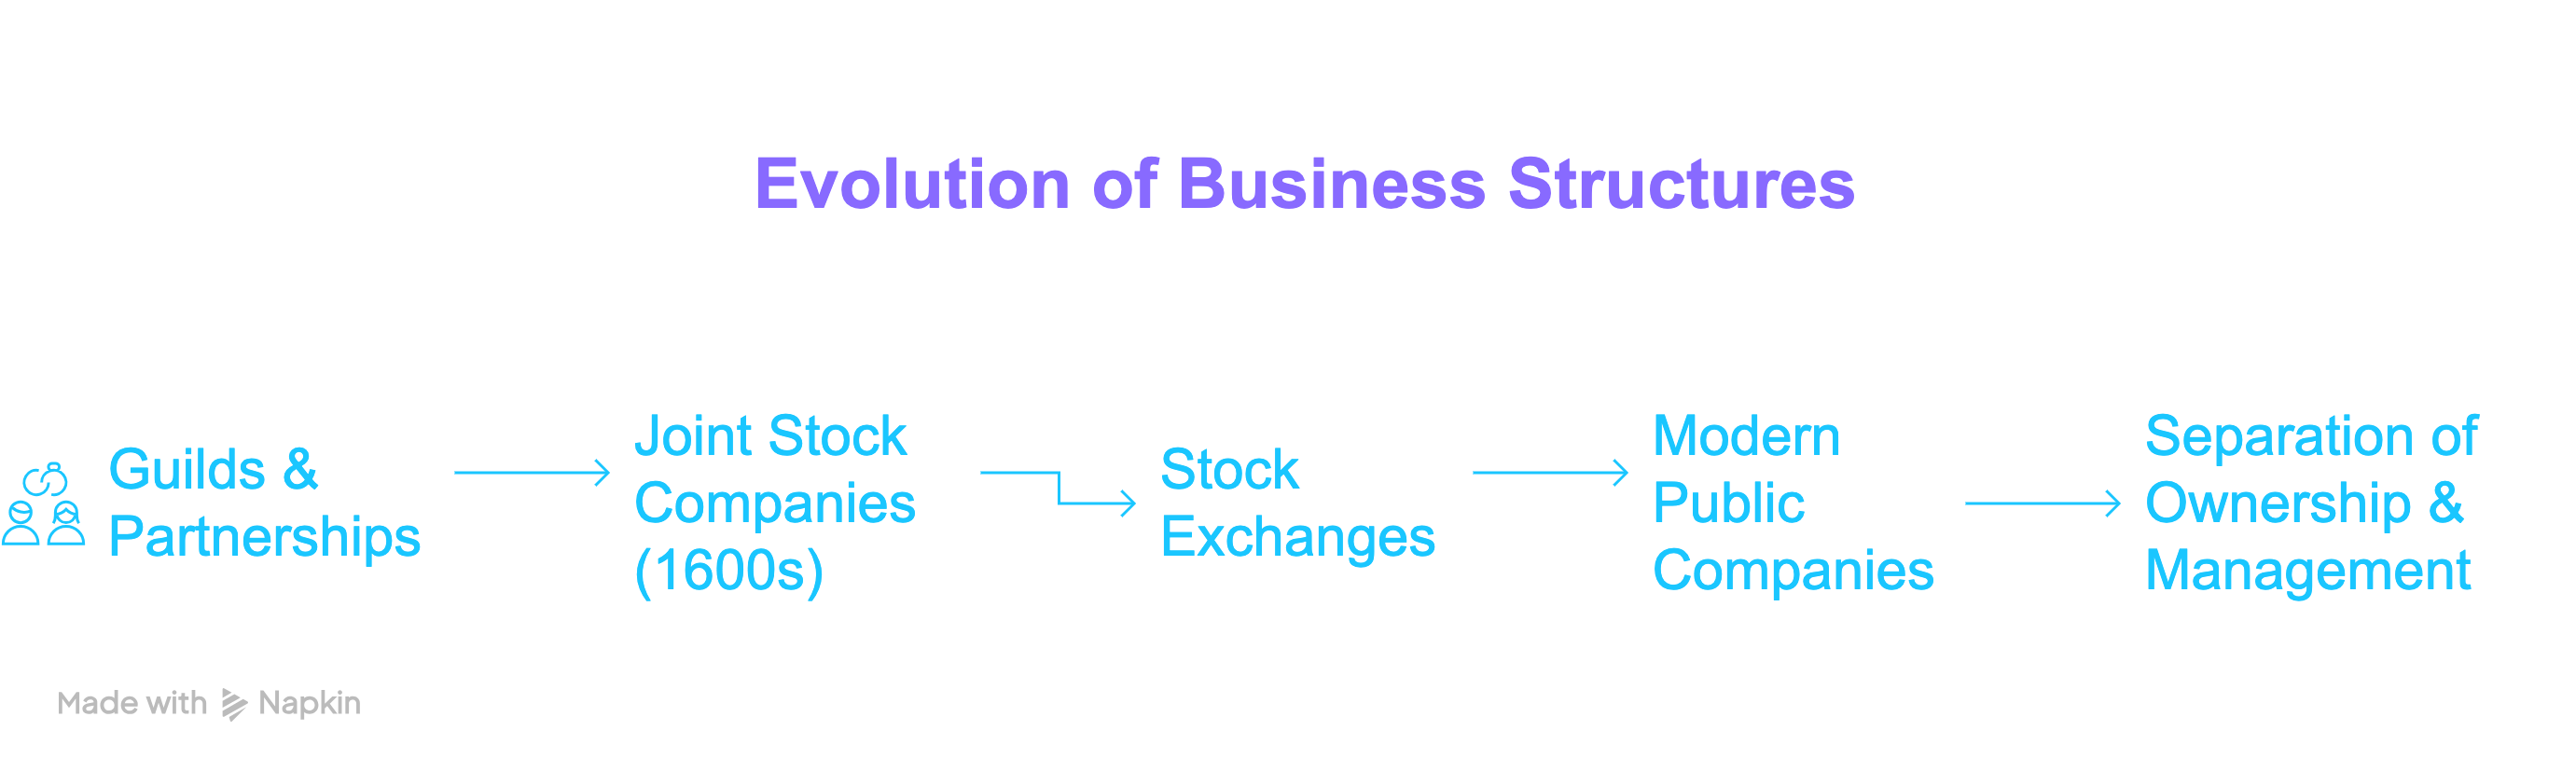 Evolution of Business Structures
Guilds &
Partnerships
Joint Stock
Companies
(1600s)
Stock
Exchanges
Modern
Public
Companies
Separation of
Ownership &
Management
Made with Napkin